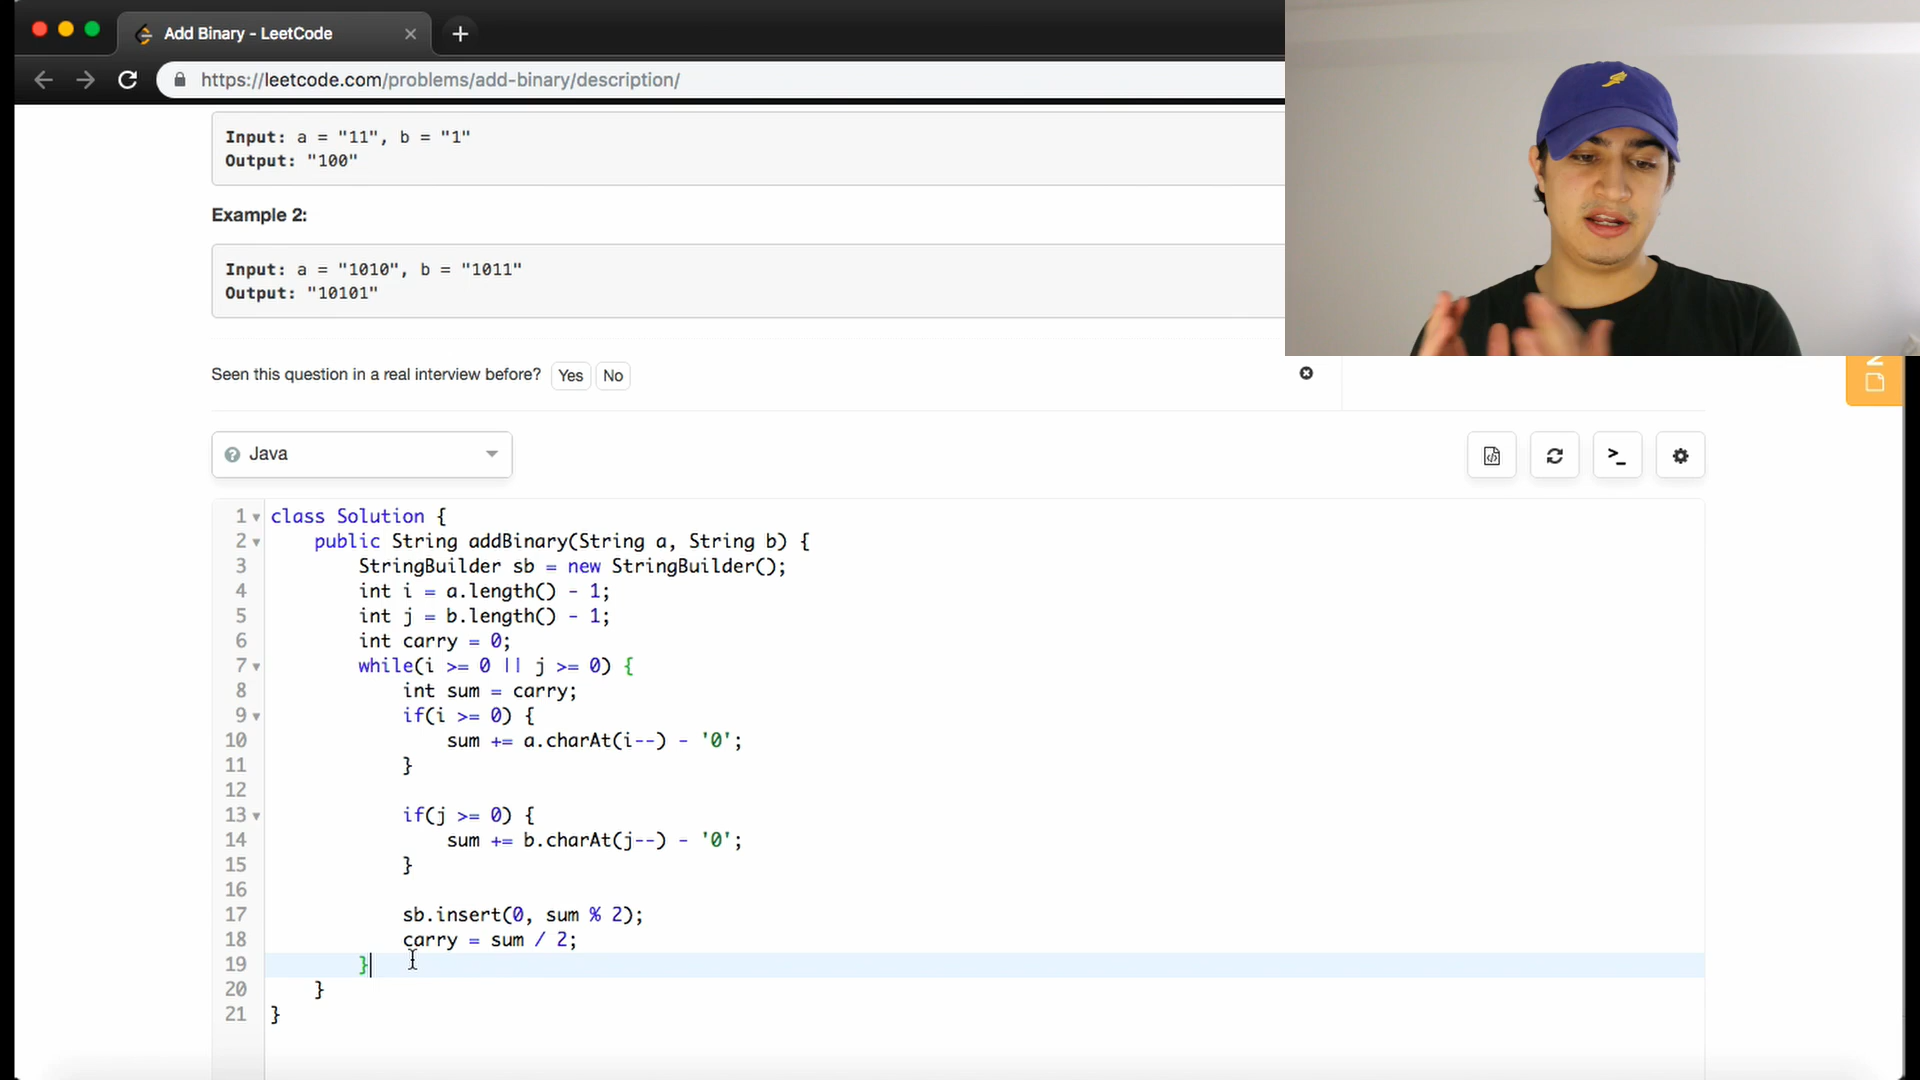 Add Binary - LeetCode
https://leetcode.com/problems/add-binary/description/
Input: a = "11", b = "1"
Output: "100"
Example 2:
Input: a = "1010", b = "1011"
Output: "10101"
Seen this question in a real interview before? Yes No
Java
1 class Solution {
2 public String addBinary(String a, String b) {
3 StringBuilder sb = new StringBuilder();
4 int i = a.length() - 1;
5 int j = b.length() - 1;
6 int carry = 0;
7 while(i >= 0 || j >= 0) {
8 int sum = carry;
9 if(i >= 0) {
10 sum += a.charAt(i--) - '0';
11 }
12
13 if(j >= 0) {
14 sum += b.charAt(j--) - '0';
15 }
16
17 sb.insert(0, sum % 2);
18 carry = sum / 2;
19 }
20 }
21 }